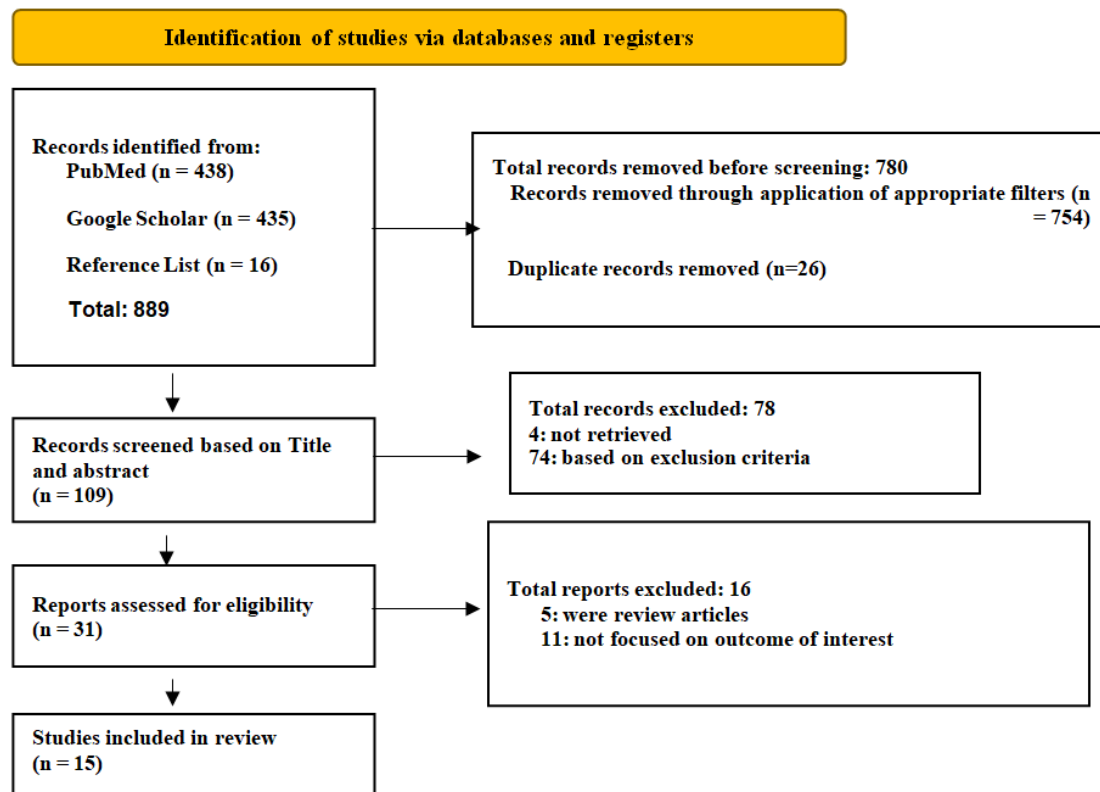 Identification of studies via databases and registers
Records identified from:
PubMed (n = 438)
Google Scholar (n = 435)
Reference List (n = 16)
Total: 889
Total records removed before screening: 780
Records removed through application of appropriate filters (n
= 754)
Duplicate records removed (n=26)
Records screened based on Title
and abstract
(n = 109)
Total records excluded: 78
4: not retrieved
74: based on exclusion criteria
Reports assessed for eligibility
(n = 31)
Total reports excluded: 16
5: were review articles
11: not focused on outcome of interest
Studies included in review
(n = 15)